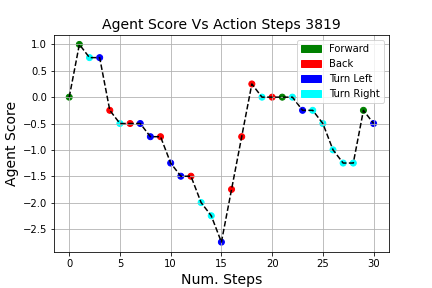 Agent Score Vs Action Steps 3819
Forward
Back
Turn Left
Turn Right
1.0
0.5
0.0
−0.5
−1.0
−1.5
−2.0
−2.5
Agent Score
0 5 10 15 20 25 30
Num. Steps